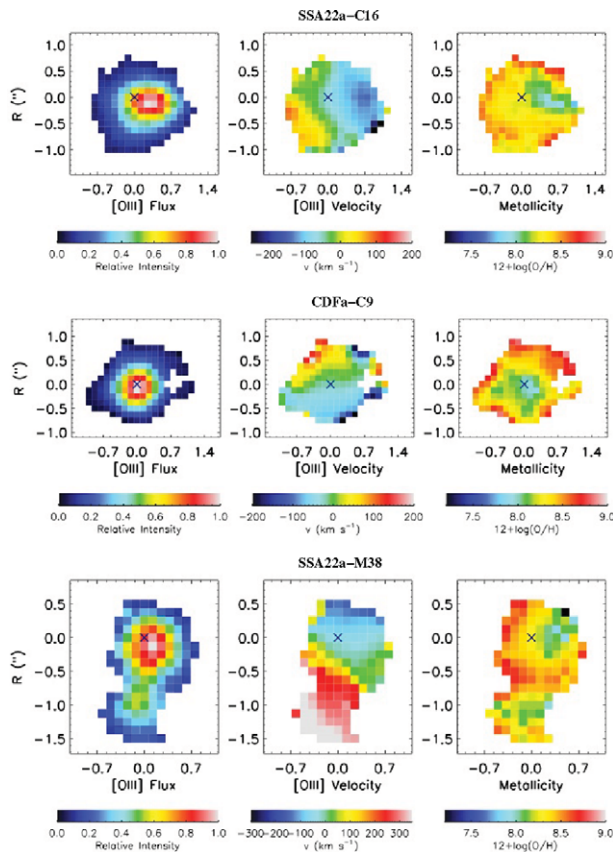 SSA22a−C16
R (")
1.0
0.5
0.0
−0.5
−1.0
−0.7 0.0 0.7 1.4
[OIII] Flux
−0.7 0.0 0.7 1.4
[OIII] Velocity
−0.7 0.0 0.7 1.4
Metallicity
0.0 0.2 0.4 0.6 0.8 1.0
Relative Intensity
−200 −100 0 100 200
v (km s⁻¹)
7.5 8.0 8.5 9.0
12+log(O/H)
CDFa−C9
R (")
1.0
0.5
0.0
−0.5
−1.0
−0.7 0.0 0.7 1.4
[OIII] Flux
−0.7 0.0 0.7 1.4
[OIII] Velocity
−0.7 0.0 0.7 1.4
Metallicity
0.0 0.2 0.4 0.6 0.8 1.0
Relative Intensity
−200 −100 0 100 200
v (km s⁻¹)
7.5 8.0 8.5 9.0
12+log(O/H)
SSA22a−M38
R (")
0.5
0.0
−0.5
−1.0
−1.5
−0.7 0.0 0.7
[OIII] Flux
−0.7 0.0 0.7
[OIII] Velocity
−0.7 0.0 0.7
Metallicity
0.0 0.2 0.4 0.6 0.8 1.0
Relative Intensity
−300−200−100 0 100 200 300
v (km s⁻¹)
7.5 8.0 8.5 9.0
12+log(O/H)